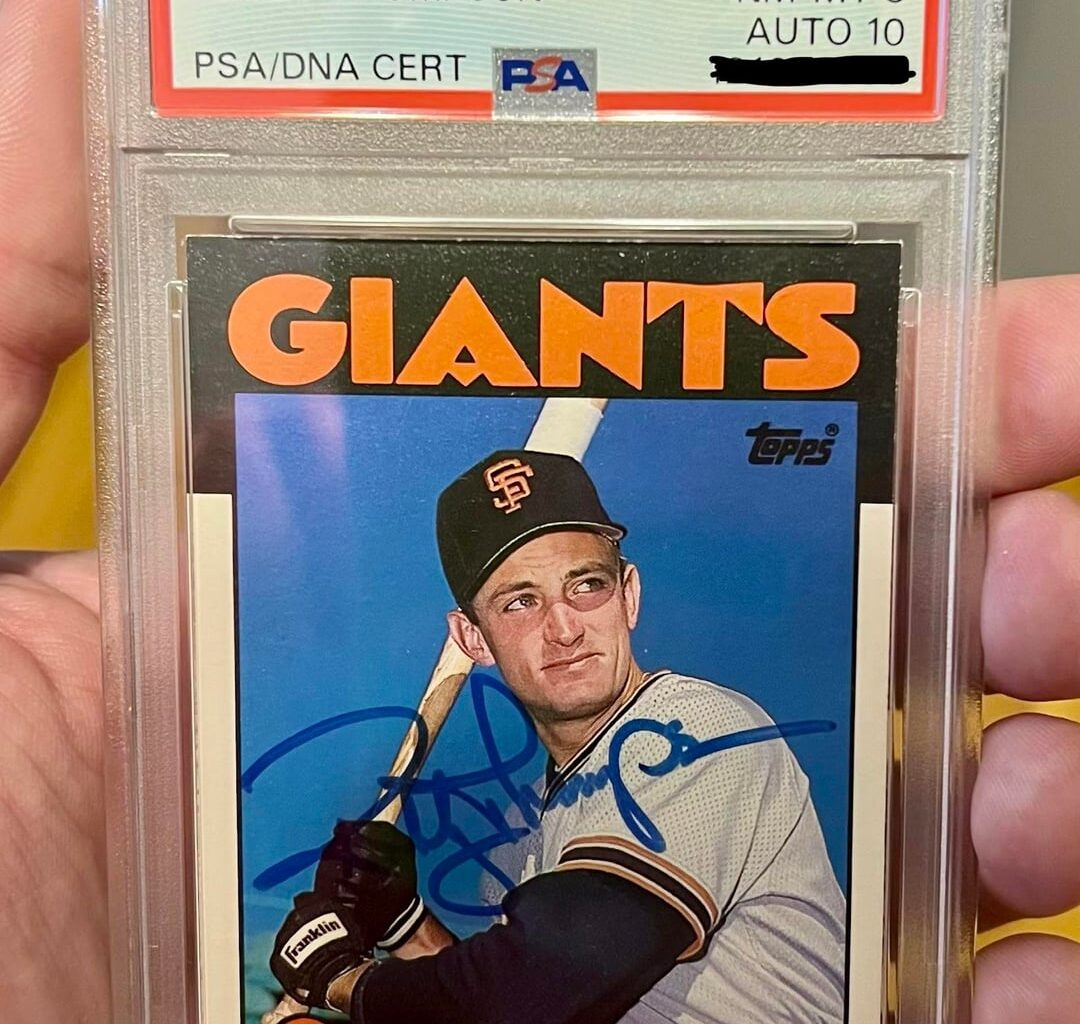 AUTO 10
PSA/DNA CERT
PSA
GIANTS
topps®
SF
Franklin